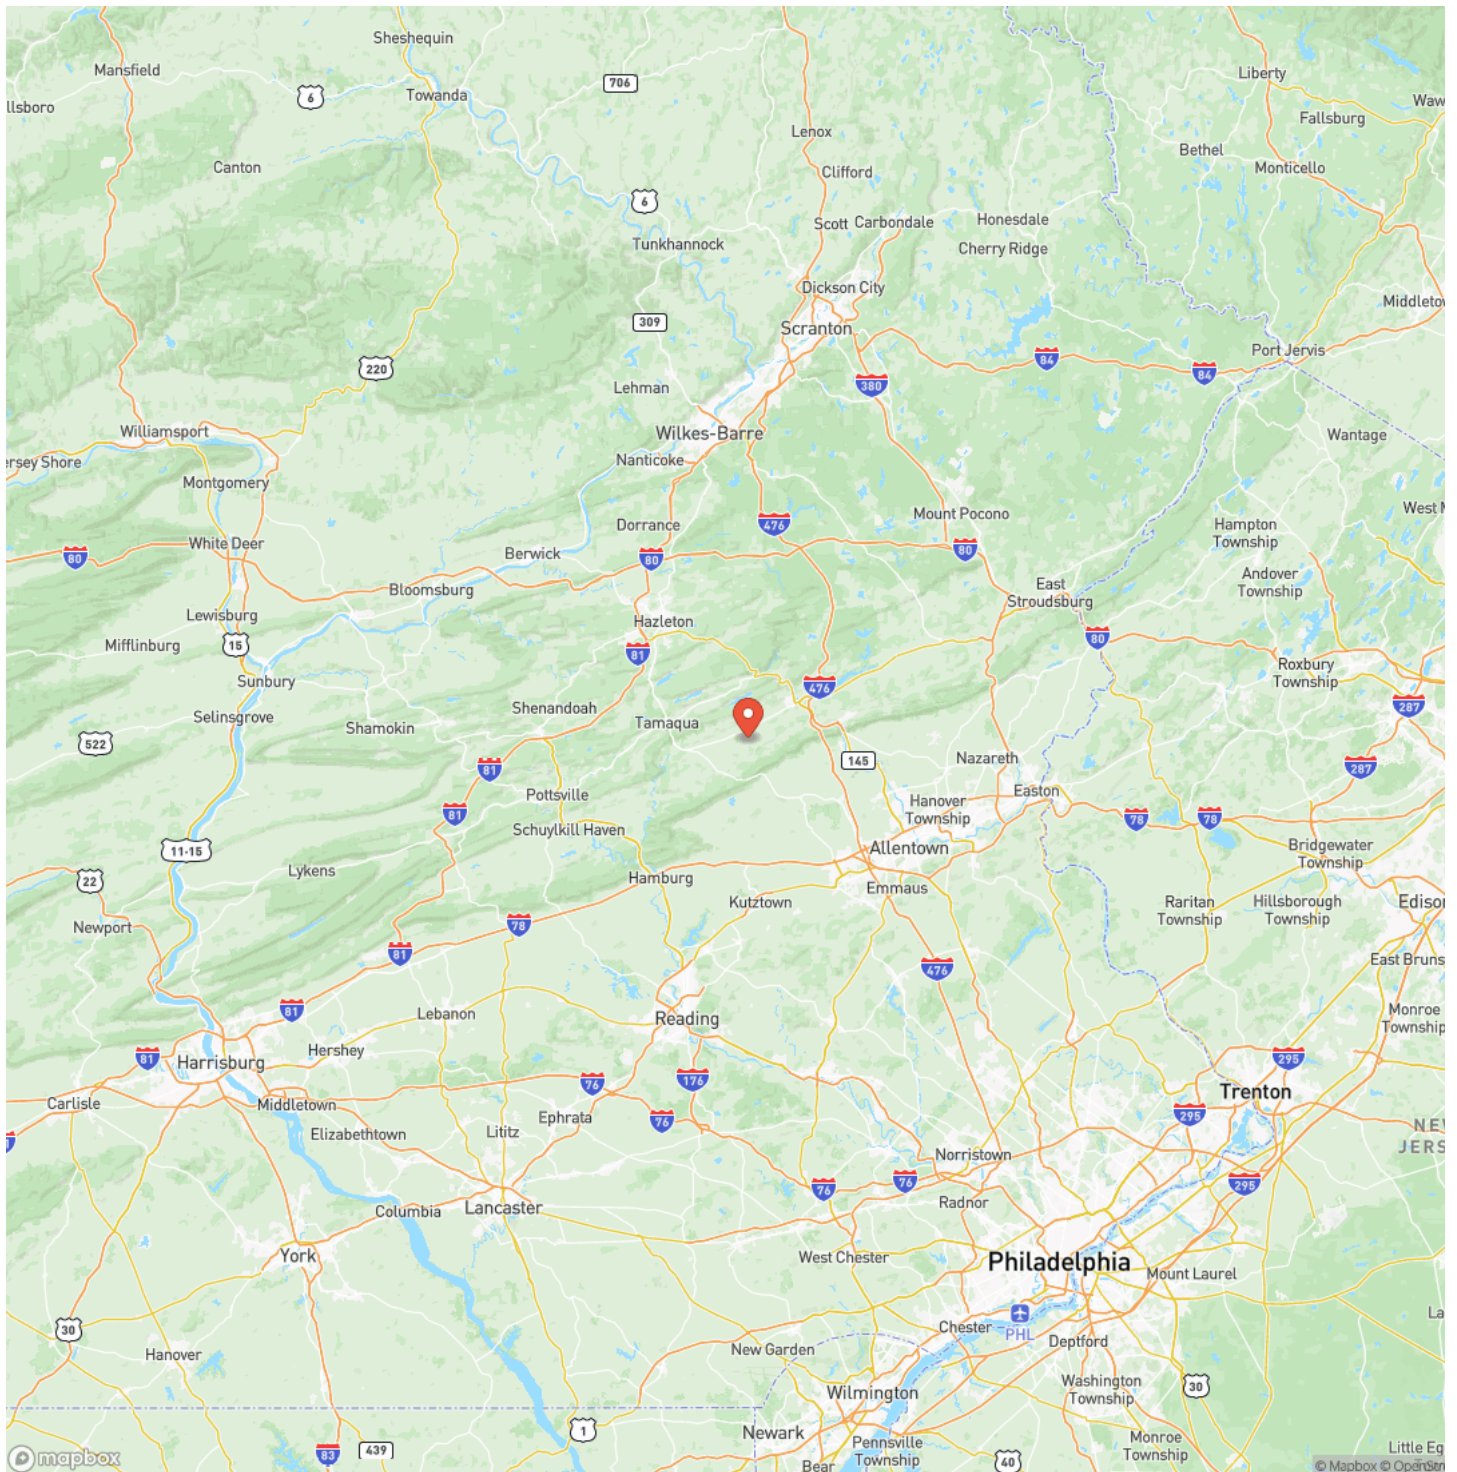 Sheshequin
Mansfield
6
706
Liberty
llsboro
Towanda
Waw
Fallsburg
Lenox
Canton
Bethel
Monticello
Clifford
6
Scott
Carbondale
Honesdale
Tunkhannock
Cherry Ridge
Dickson City
Middletov
309
Scranton
Port Jervis
84
84
220
380
Lehman
Williamsport
Wilkes-Barre
Wantage
ersey Shore
Nanticoke
Montgomery
West M
Mount Pocono
Dorrance
476
Hampton
Township
White Deer
80
Berwick
80
80
Andover
Township
Bloomsburg
East
Stroudsburg
Lewisburg
Hazleton
15
Mifflinburg
81
80
Roxbury
Township
Sunbury
476
Selinsgrove
Shenandoah
Tamaqua
287
Shamokin
522
145
Nazareth
81
287
Pottsville
Easton
Hanover
Township
81
78
78
Schuylkill Haven
11-15
Allentown
Bridgewater
Township
Lykens
22
Hamburg
Emmaus
Kutztown
Raritan
Township
Hillsborough
Township
Edison
Newport
78
81
476
East Bruns
81
Lebanon
Reading
Monroe
Township
81
Harrisburg
Hershey
295
76
176
Carlisle
Middletown
Trenton
Ephrata
76
295
NEW
JERS
Elizabethtown
Lititz
Norristown
76
76
295
Radnor
Columbia
Lancaster
York
West Chester
Philadelphia
Mount Laurel
30
Chester
PHL
La
Hanover
New Garden
Deptford
Wilmington
Washington
Township
30
1
Newark
83
439
Pennsville
Township
Monroe
Township
Little Eg
mapbox
40
Bear
© Mapbox © OpenStr